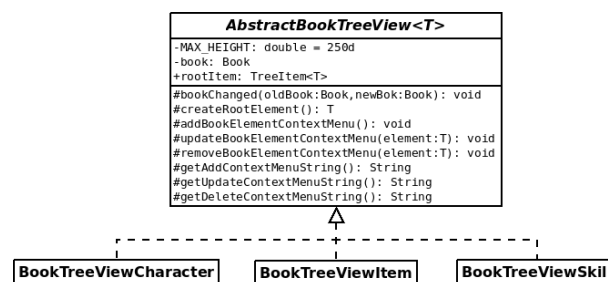 AbstractBookTreeView<T>
-MAX_HEIGHT: double = 250d
-book: Book
+rootItem: TreeItem<T>
#bookChanged(oldBook:Book,newBok:Book): void
#createRootElement(): T
#addBookElementContextMenu(): void
#updateBookElementContextMenu(element:T): void
#removeBookElementContextMenu(element:T): void
#getAddContextMenuString(): String
#getUpdateContextMenuString(): String
#getDeleteContextMenuString(): String
BookTreeViewCharacter BookTreeViewItem BookTreeViewSkil